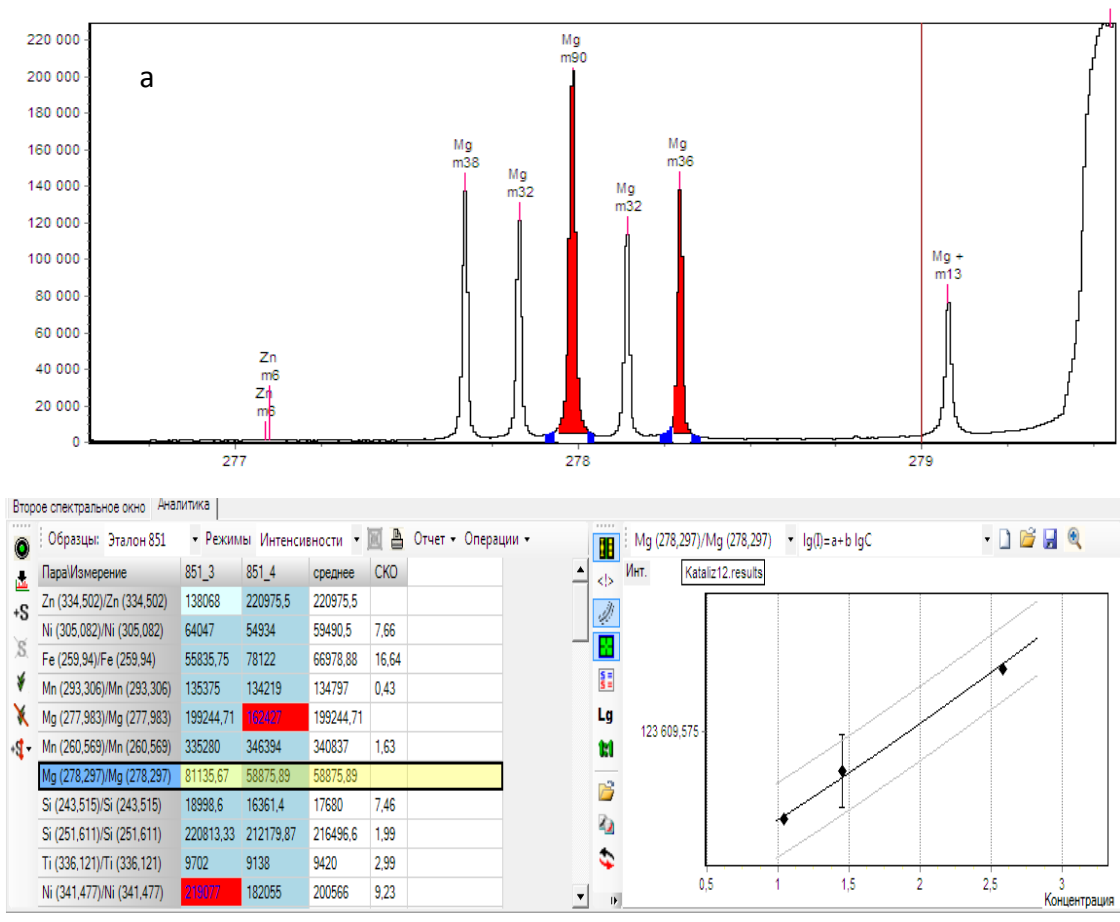 220 000
200 000
180 000
160 000
140 000
120 000
100 000
80 000
60 000
40 000
20 000
0
a
Zn
m6
Zn
m6
Mg
m38
Mg
m32
Mg
m90
Mg
m32
Mg
m36
Mg +
m13
277
278
279
Второе спектральное окно Аналитика
Образцы: Эталон 851 Режимы Интенсивности Отчет Операции
Пара\Измерение 851_3 851_4 среднее СКО
Zn (334,502)/Zn (334,502) 138068 220975,5 220975,5
Ni (305,082)/Ni (305,082) 64047 54934 59490,5 7,66
Fe (259,94)/Fe (259,94) 55835,75 78122 66978,88 16,64
Mn (293,306)/Mn (293,306) 135375 134219 134797 0,43
Mg (277,983)/Mg (277,983) 199244,71 162427 199244,71
Mn (260,569)/Mn (260,569) 335280 346394 340837 1,63
Mg (278,297)/Mg (278,297) 81135,67 58875,89 58875,89
Si (243,515)/Si (243,515) 18998,6 16361,4 17680 7,46
Si (251,611)/Si (251,611) 220813,33 212179,87 216496,6 1,99
Ti (336,121)/Ti (336,121) 9702 9138 9420 2,99
Ni (341,477)/Ni (341,477) 219077 182055 200566 9,23
+S
S
+S
<!>
S=
S=
Lg
1:1
Mg (278,297)/Mg (278,297) lg(I)=a+b lgC
Инт.
Kataliz12.results
123 609,575
0,5 1 1,5 2 2,5 3
Концентрация